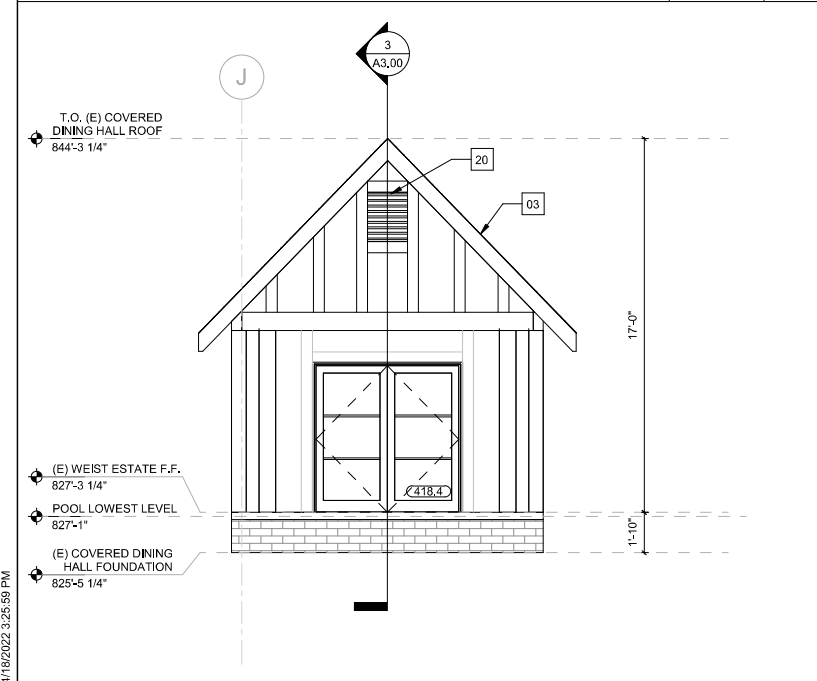 3
A3.00
J
T.O. (E) COVERED
DINING HALL ROOF
844'-3 1/4"
20
03
17'-0"
(E) WEIST ESTATE F.F.
827'-3 1/4"
418.4
POOL LOWEST LEVEL
827'-1"
1'-10"
(E) COVERED DINING
HALL FOUNDATION
825'-5 1/4"
4/18/2022 3:25:59 PM